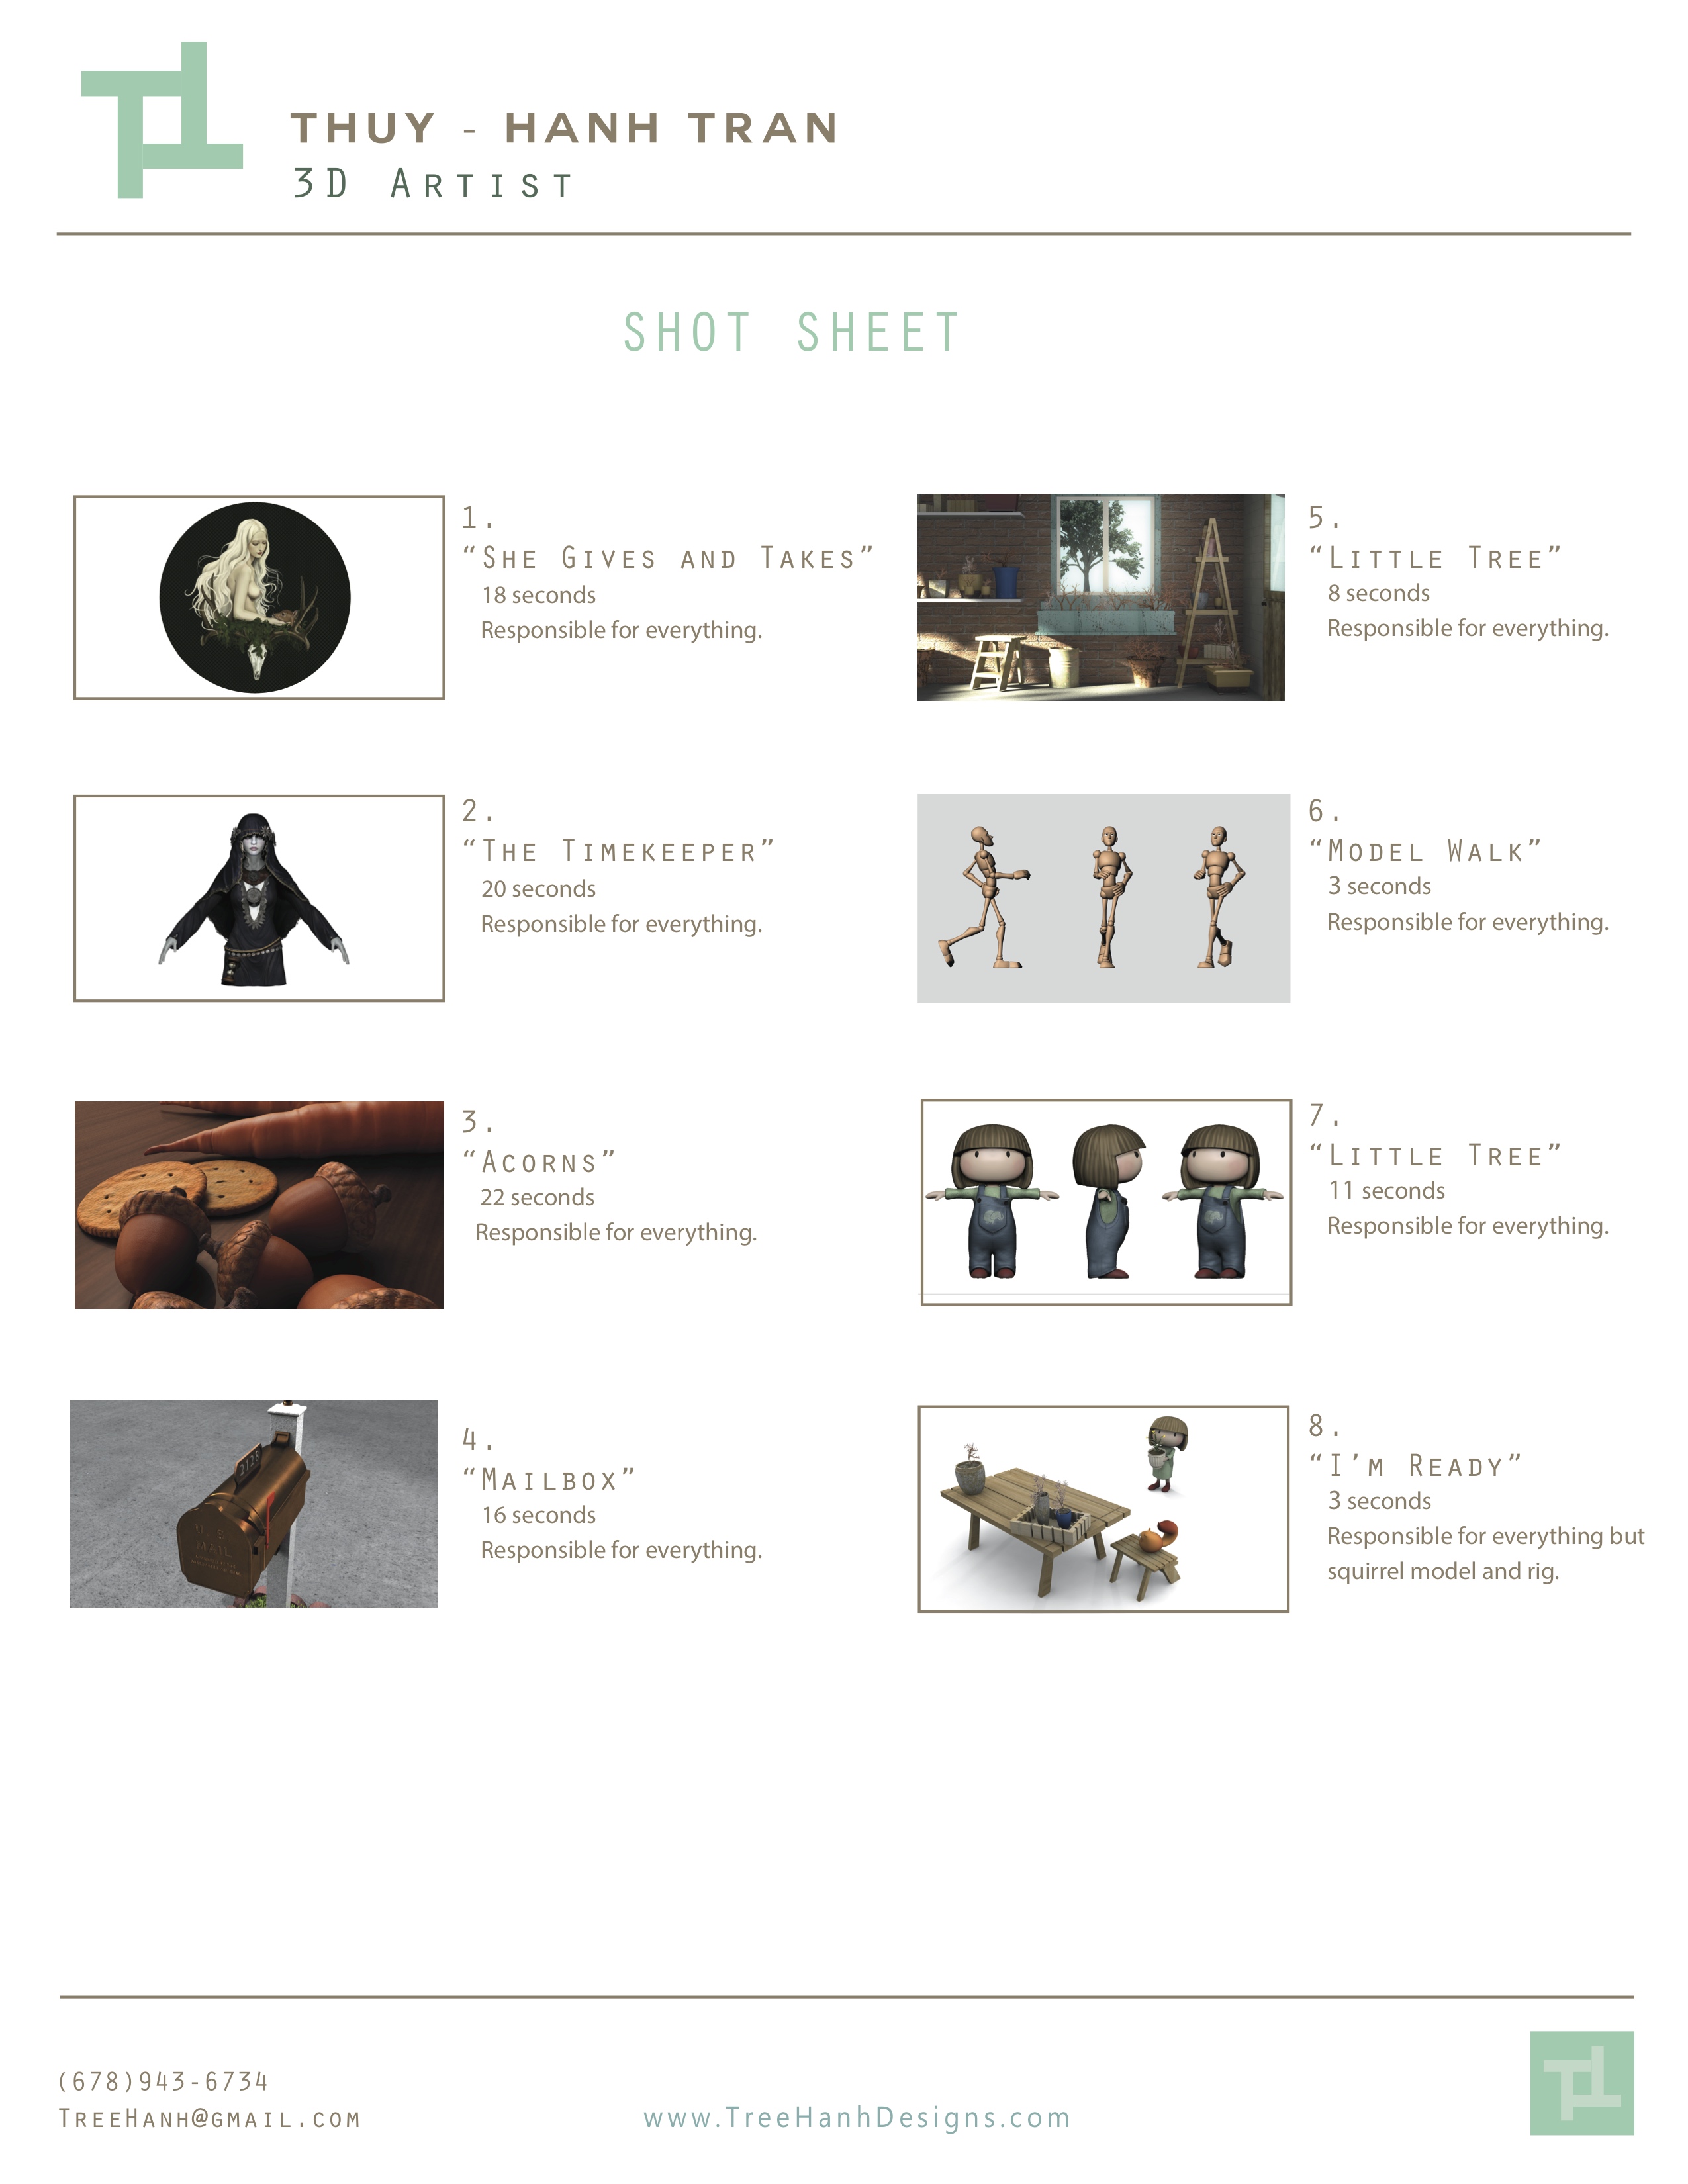 THUY - HANH TRAN
3D ARTIST
SHOT SHEET
1.
“SHE GIVES AND TAKES”
18 seconds
Responsible for everything.
2.
“THE TIMEKEEPER”
20 seconds
Responsible for everything.
3.
“ACORNS”
22 seconds
Responsible for everything.
4.
“MAILBOX”
16 seconds
Responsible for everything.
5.
“LITTLE TREE”
8 seconds
Responsible for everything.
6.
“MODEL WALK”
3 seconds
Responsible for everything.
7.
“LITTLE TREE”
11 seconds
Responsible for everything.
8.
“I’M READY”
3 seconds
Responsible for everything but
squirrel model and rig.
U.S.
MAIL
(678)943-6734
TREEHANH@GMAIL.COM
www.TreeHanhDesigns.com